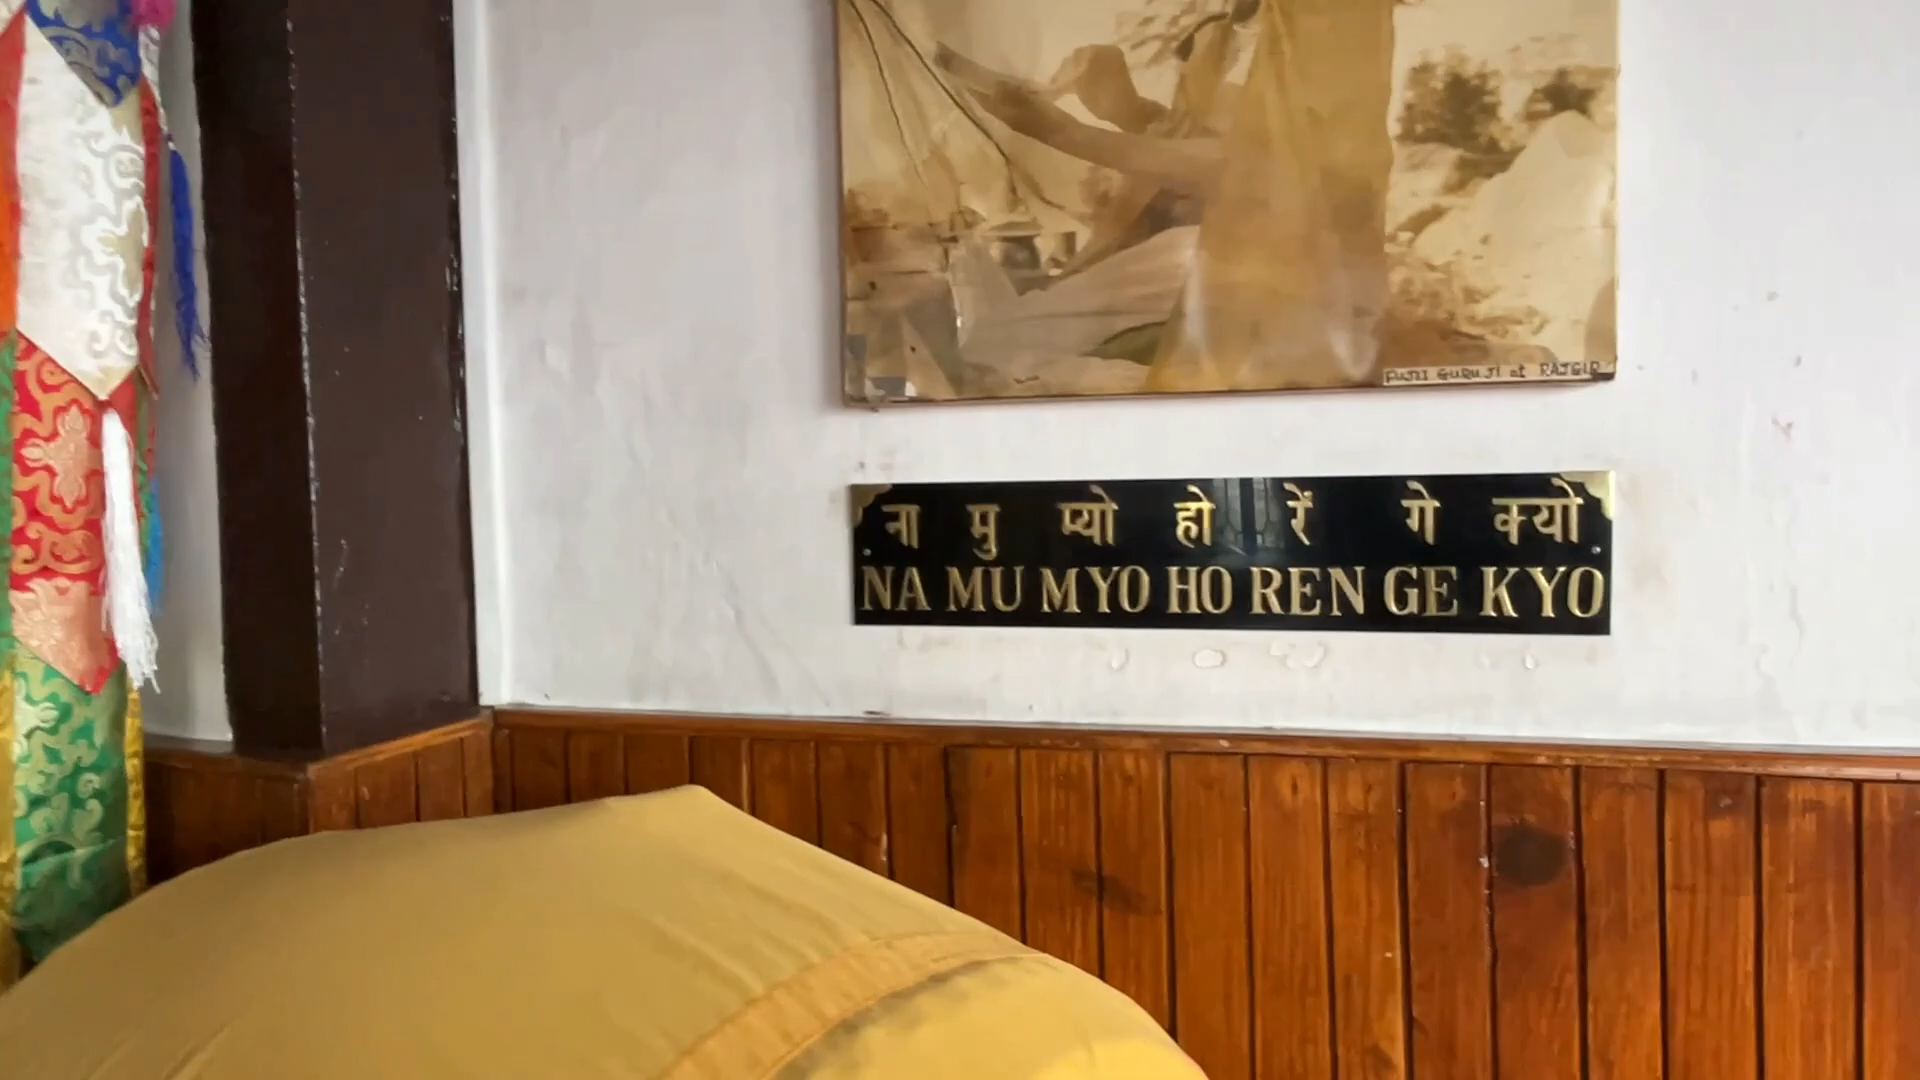 FUJII GURUJI at RAJGIR
ना मु म्यो हो रें गे क्यो
NA MU MYO HO REN GE KYO